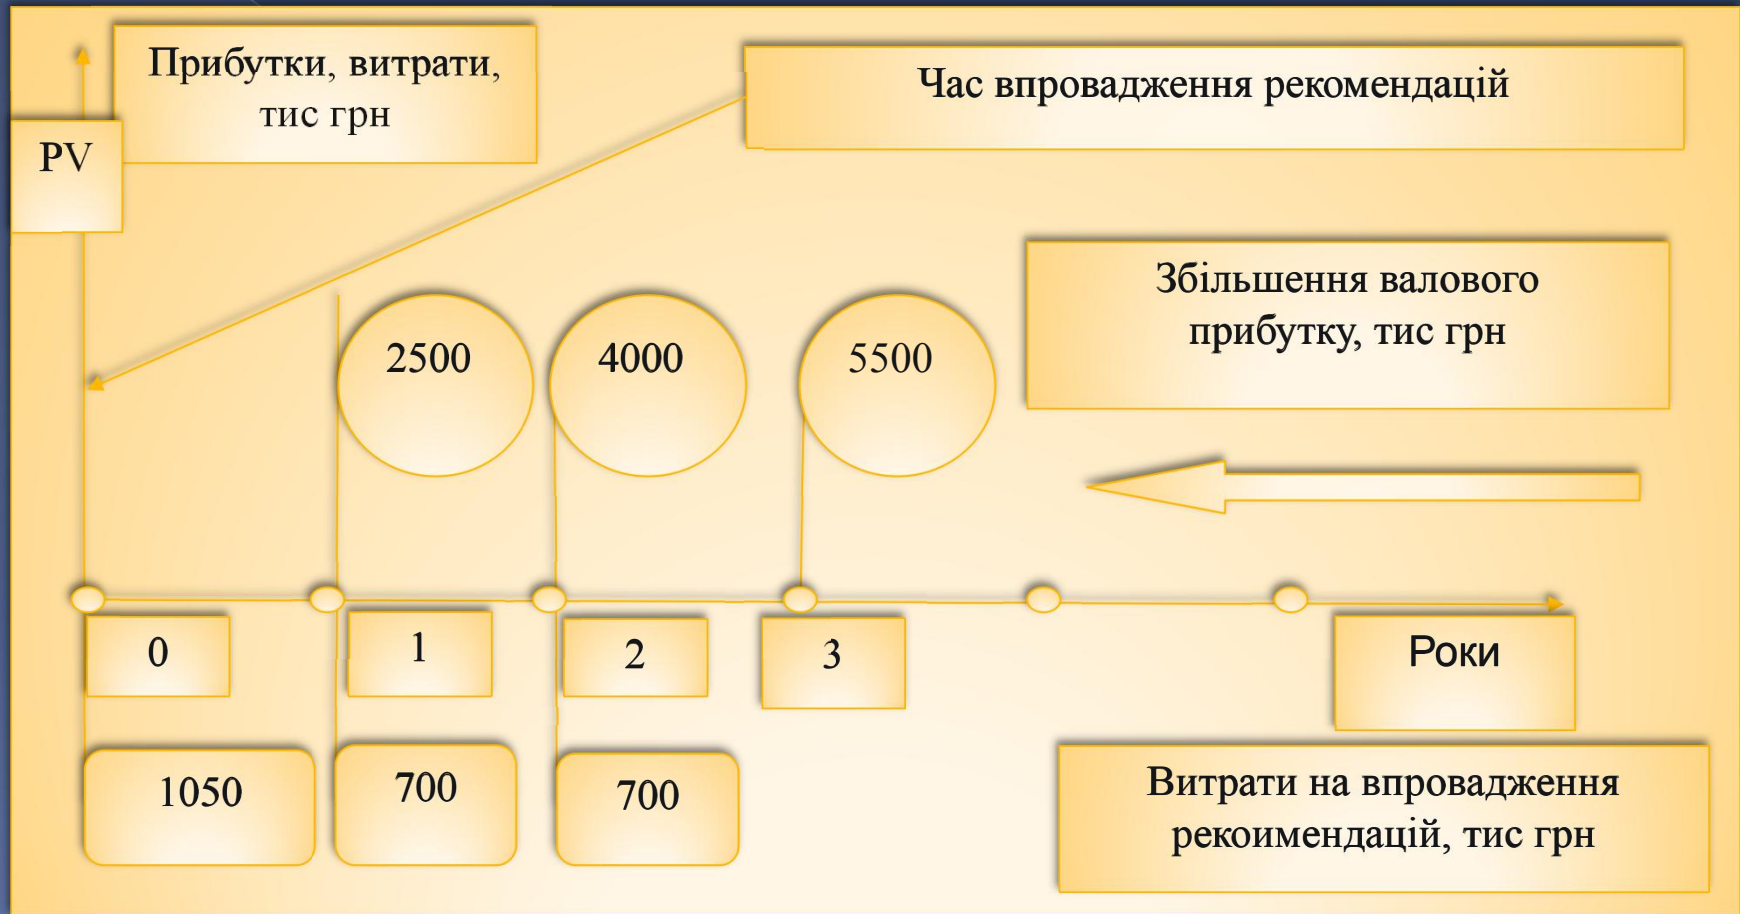 Прибутки, витрати,
тис грн
Час впровадження рекомендацій
PV
Збільшення валового
прибутку, тис грн
2500
4000
5500
0
1
2
3
Роки
1050
700
700
Витрати на впровадження
рекоимендацій, тис грн